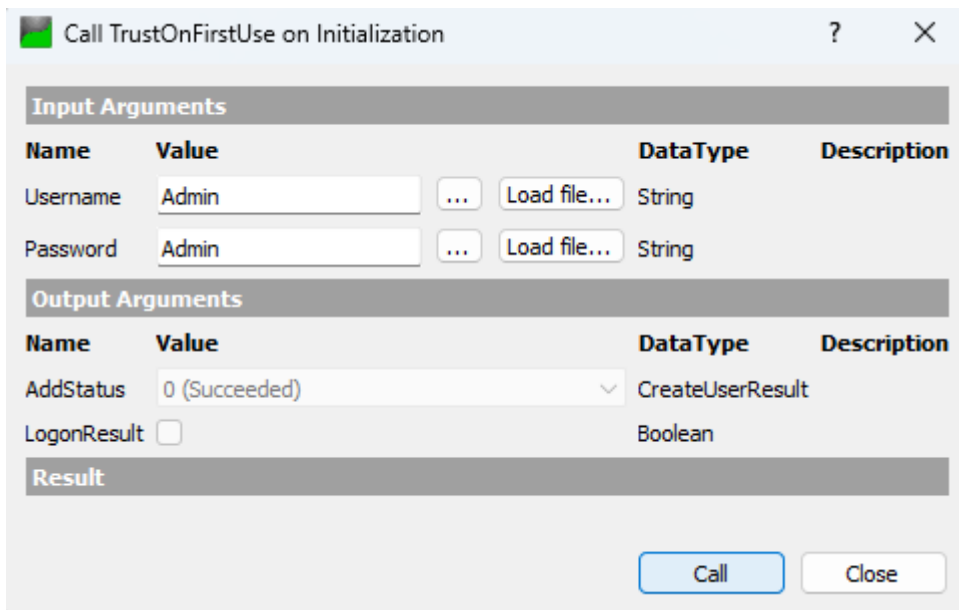 Call TrustOnFirstUse on Initialization ?
Input Arguments
Name Value DataType Description
Username Admin ... Load file... String
Password Admin ... Load file... String
Output Arguments
Name Value DataType Description
AddStatus 0 (Succeeded) CreateUserResult
LogonResult Boolean
Result
Call Close